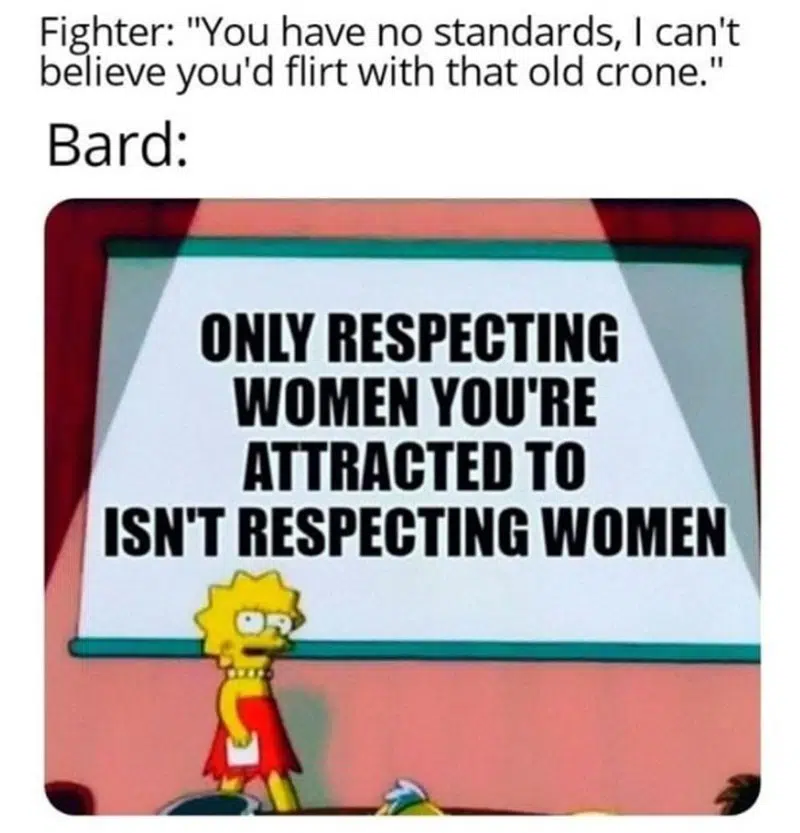 Fighter: "You have no standards, I can't
believe you'd flirt with that old crone."
Bard:
ONLY RESPECTING
WOMEN YOU'RE
ATTRACTED TO
ISN'T RESPECTING WOMEN